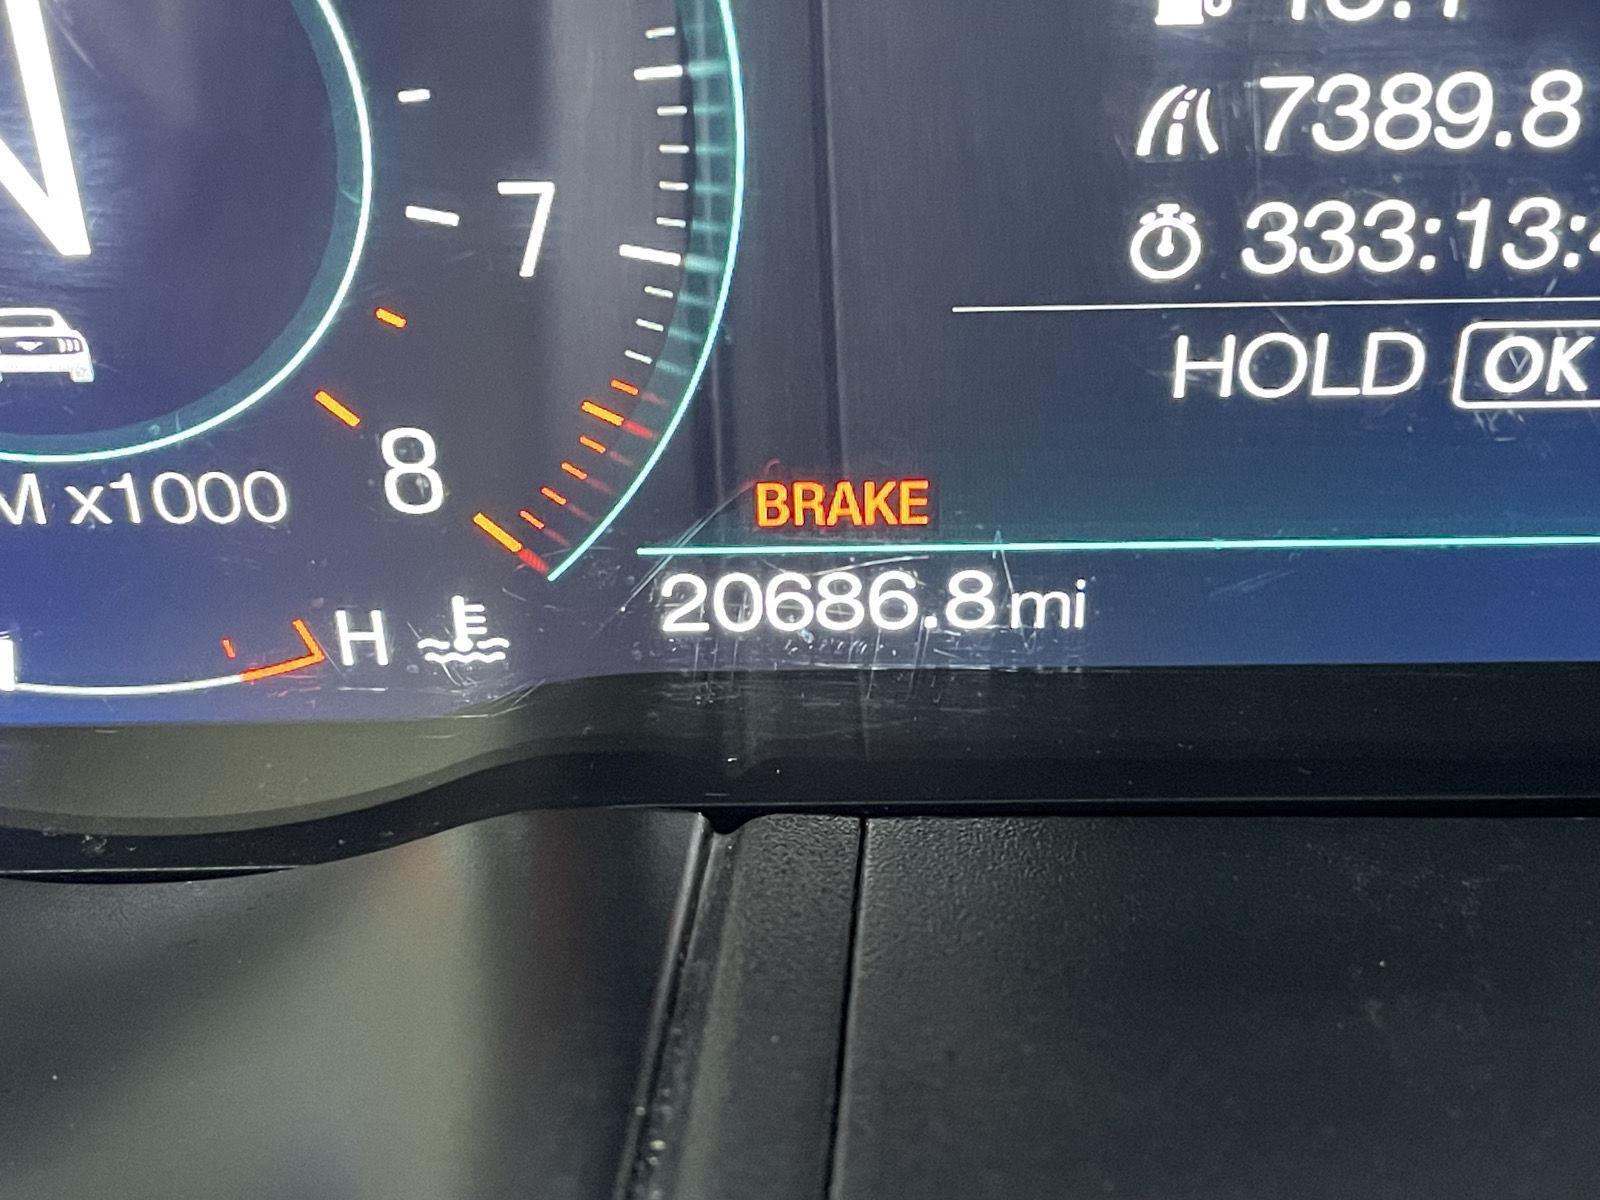 7389.8
7
333:13:
HOLD OK
8
x1000
BRAKE
20686.8 mi
H